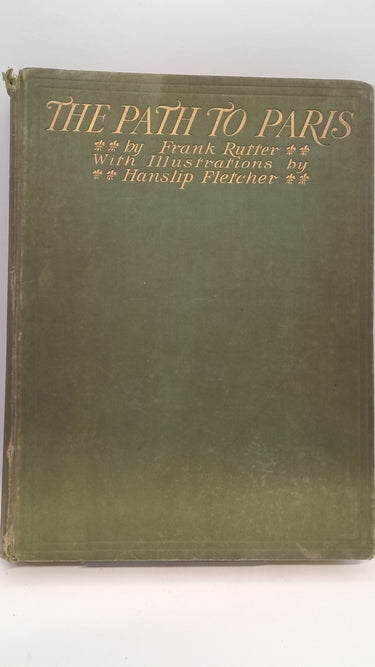 THE PATH TO PARIS
by Frank Rutter
With Illustrations by
Hanslip Fletcher